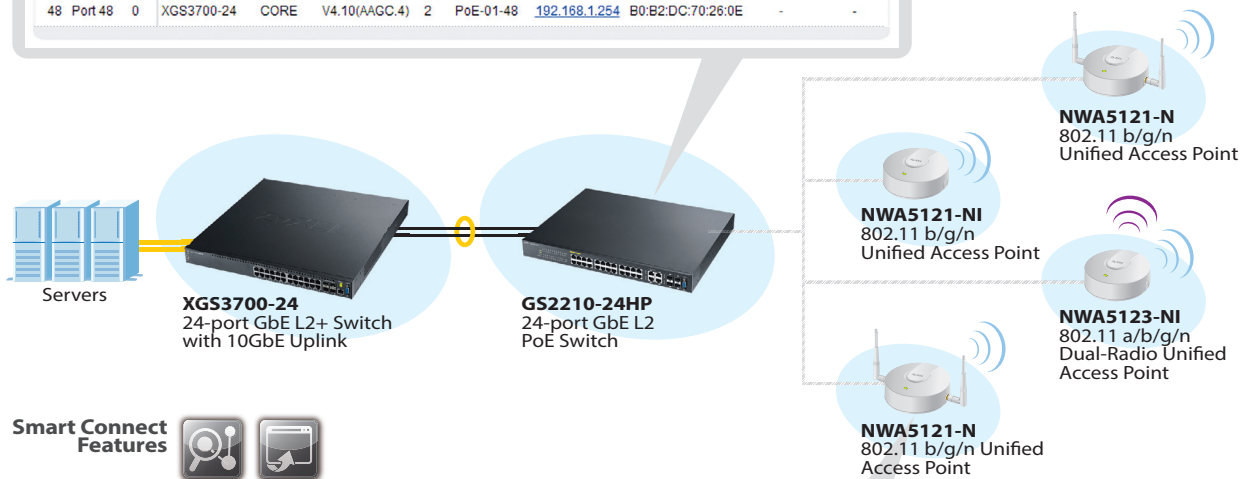 48 Port 48 0 XGS3700-24 CORE V4.10(AAGC.4) 2 PoE-01-48 192.168.1.254 B0:B2:DC:70:26:0E - -
NWA5121-N
802.11 b/g/n
Unified Access Point
NWA5121-NI
802.11 b/g/n
Unified Access Point
Servers
XGS3700-24
24-port GbE L2+ Switch
with 10GbE Uplink
GS2210-24HP
24-port GbE L2
PoE Switch
NWA5123-NI
802.11 a/b/g/n
Dual-Radio Unified
Access Point
Smart Connect
Features
NWA5121-N
802.11 b/g/n Unified
Access Point